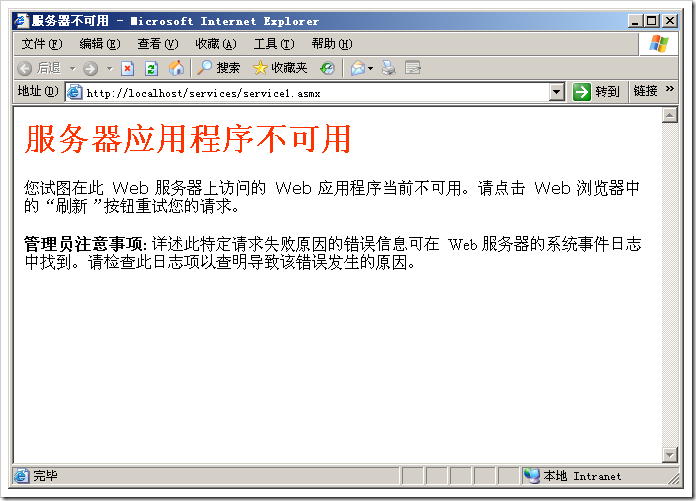 服务器不可用 - Microsoft Internet Explorer
文件(F) 编辑(E) 查看(V) 收藏(A) 工具(T) 帮助(H)
后退 搜索 收藏夹
地址(D) http://localhost/services/service1.asmx 转到 链接 »
服务器应用程序不可用
您试图在此 Web 服务器上访问的 Web 应用程序当前不可用。请点击 Web 浏览器中
的“刷新 ”按钮重试您的请求。
管理员注意事项: 详述此特定请求失败原因的错误信息可在 Web 服务器的系统事件日志
中找到。请检查此日志项以查明导致该错误发生的原因。
完毕 本地 Intranet